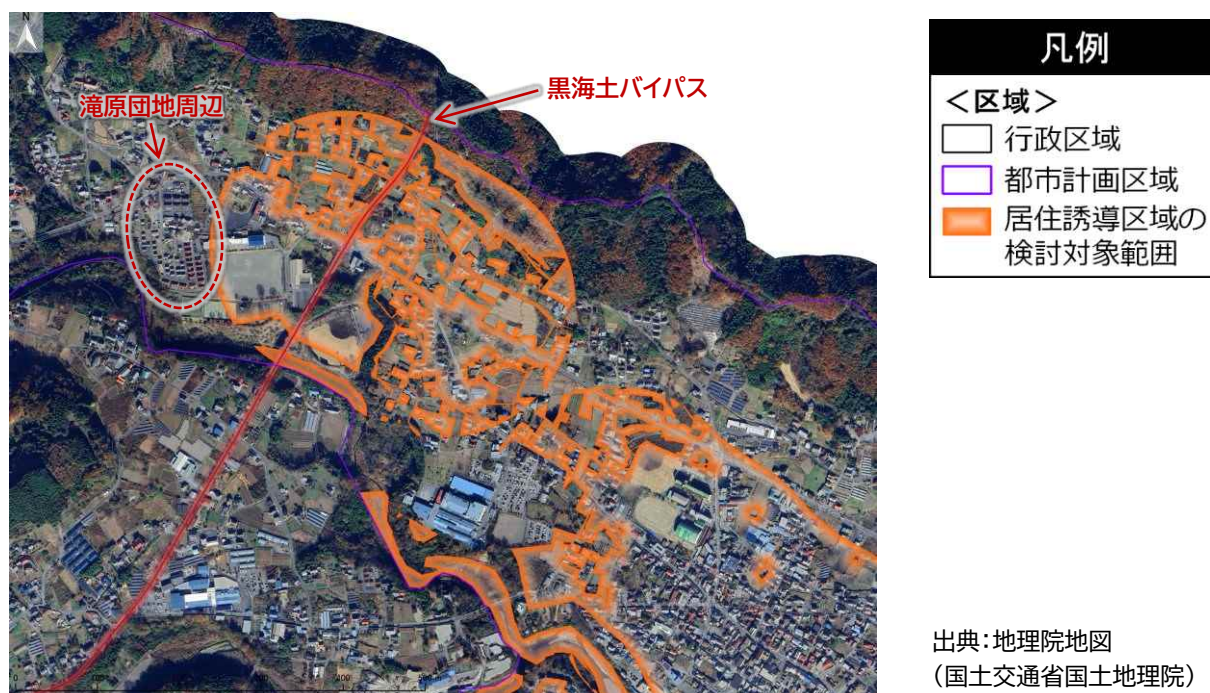 N
滝原団地周辺
黒海土バイパス
凡例
＜区域＞
行政区域
都市計画区域
居住誘導区域の
検討対象範囲
出典：地理院地図
（国土交通省国土地理院）